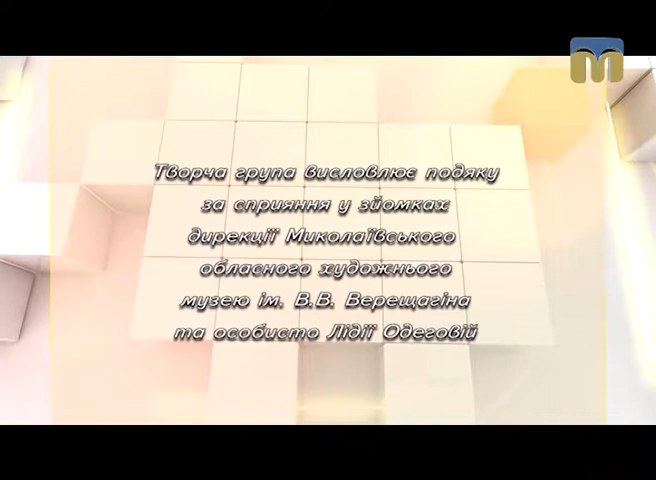 Творча група висловлює подяку
за сприяння у зйомках
дирекції Миколаївського
обласного художнього
музею ім. В.В. Верещагіна
та особисто Лідії Одеговій